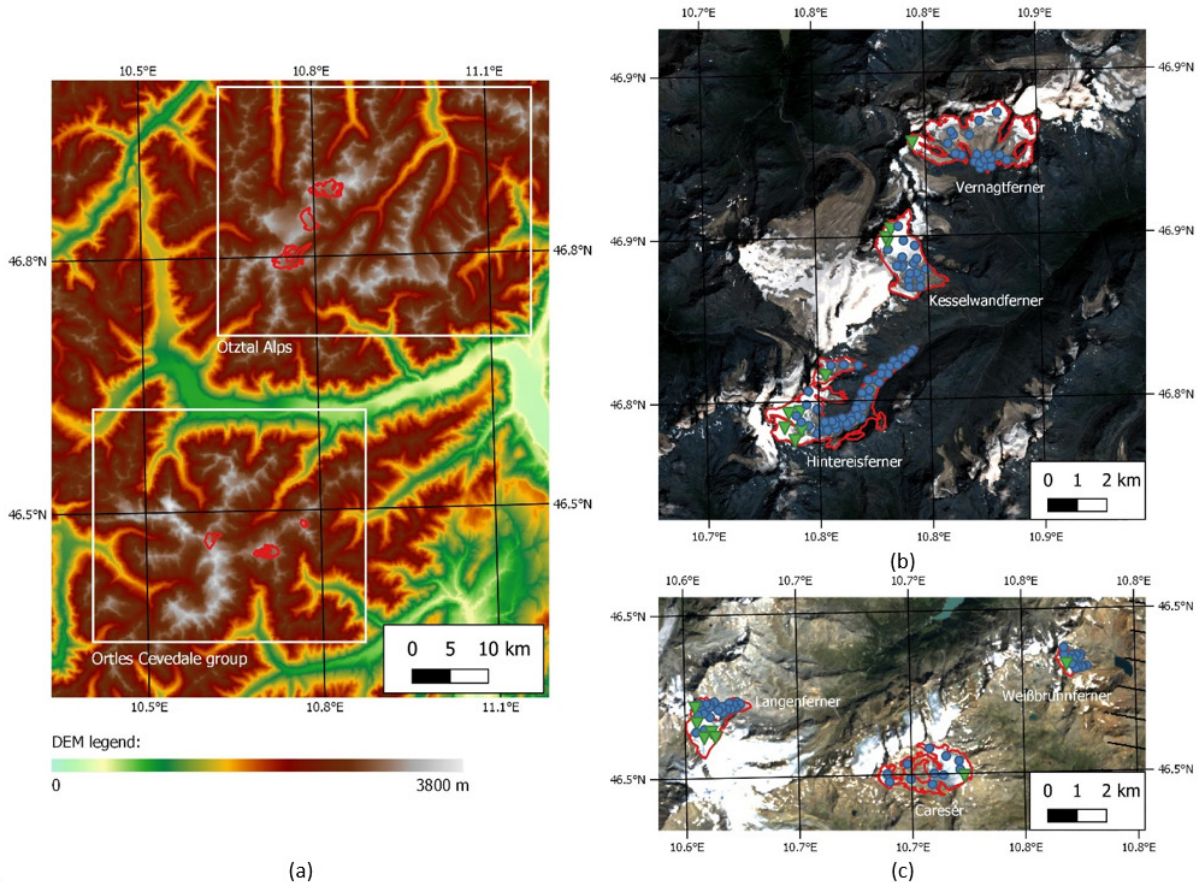 10.5°E 10.8°E 11.1°E
46.8°N 46.8°N
Otztal Alps
46.5°N 46.5°N
Ortles Cevedale group
0 5 10 km
10.5°E 10.8°E 11.1°E
DEM legend:
0 3800 m
(a)
10.7°E 10.8°E 10.8°E 10.9°E
46.9°N 46.9°N
Vernagtferner
46.9°N 46.9°N
Kesselwandferner
46.8°N 46.8°N
Hintereisferner
0 1 2 km
10.7°E 10.8°E 10.8°E 10.9°E
(b)
10.6°E 10.7°E 10.7°E 10.8°E 10.8°E
46.5°N 46.5°N
Weißbrunnferner
Langenferner
46.5°N 46.5°N
Careser
0 1 2 km
10.6°E 10.7°E 10.7°E 10.8°E 10.8°E
(c)